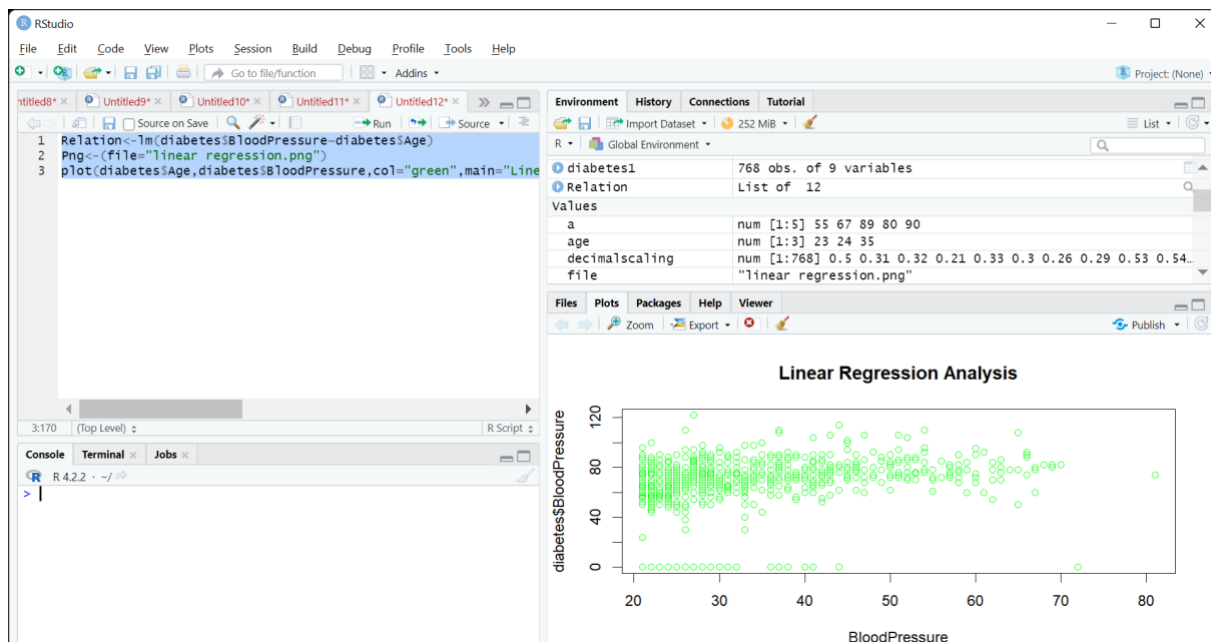 RStudio
File Edit Code View Plots Session Build Debug Profile Tools Help
Go to file/function Addins Project: (None)
ntitled8* Untitled9* Untitled10* Untitled11* Untitled12*
Source on Save Run Source
1 Relation<-lm(diabetes$BloodPressure~diabetes$Age)
2 Png<-(file="linear regression.png")
3 plot(diabetes$Age,diabetes$BloodPressure,col="green",main="Line
3:170 (Top Level) R Script
Console Terminal Jobs
R 4.2.2 · ~/
>
Environment History Connections Tutorial
Import Dataset 252 MiB List
R Global Environment
diabetes1 768 obs. of 9 variables
Relation List of 12
Values
a num [1:5] 55 67 89 80 90
age num [1:3] 23 24 35
decimalscaling num [1:768] 0.5 0.31 0.32 0.21 0.33 0.3 0.26 0.29 0.53 0.54…
file "linear regression.png"
Files Plots Packages Help Viewer
Zoom Export Publish
Linear Regression Analysis
diabetes$BloodPressure
120
80
40
0
20 30 40 50 60 70 80
BloodPressure